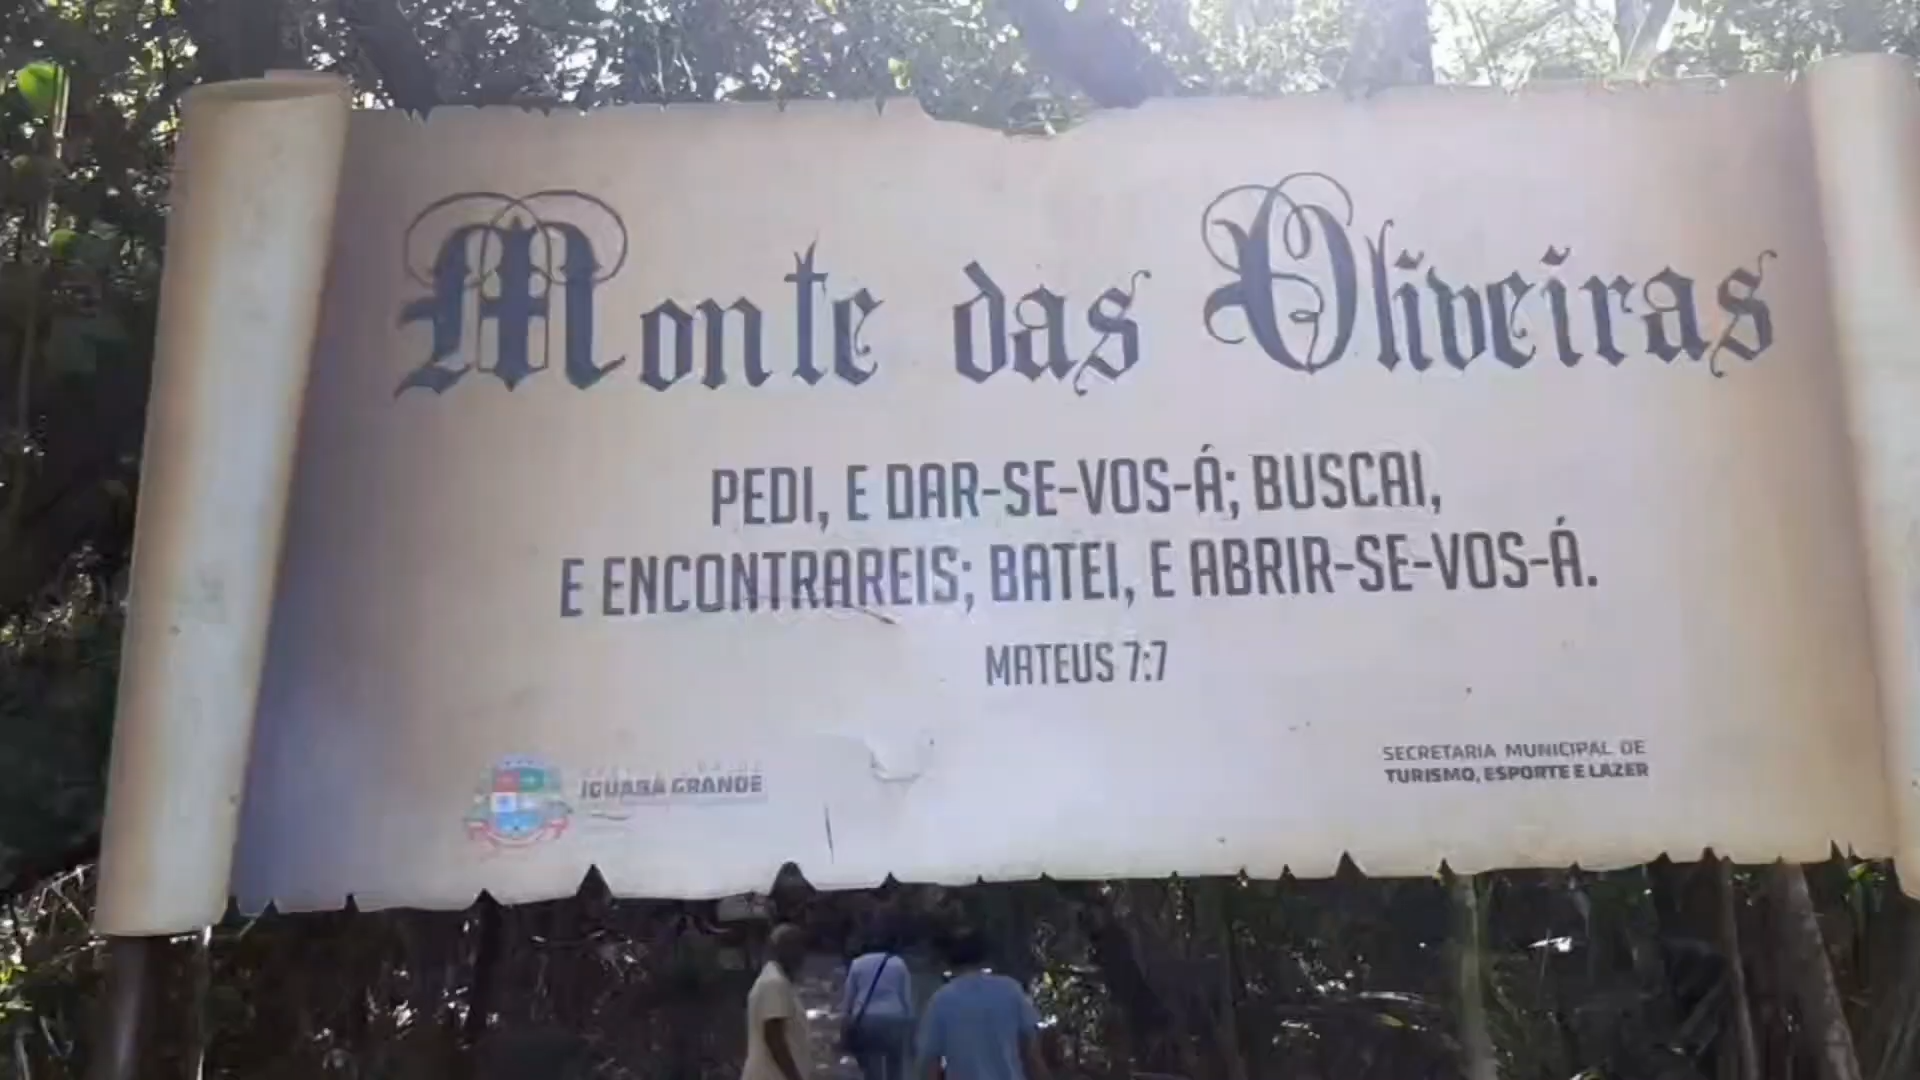 Monte das Oliveiras
PEDI, E DAR-SE-VOS-Á; BUSCAI,
E ENCONTRAREIS; BATEI, E ABRIR-SE-VOS-Á.
MATEUS 7:7
IGUABA GRANDE
SECRETARIA MUNICIPAL DE
TURISMO, ESPORTE E LAZER